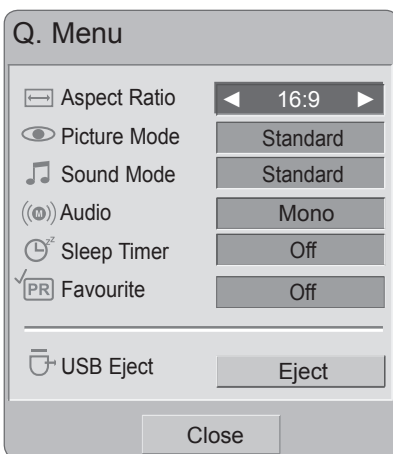 Q. Menu
Aspect Ratio ◄ 16:9 ►
Picture Mode Standard
Sound Mode Standard
((M)) Audio Mono
zz Sleep Timer Off
✓PR Favourite Off
USB Eject Eject
Close